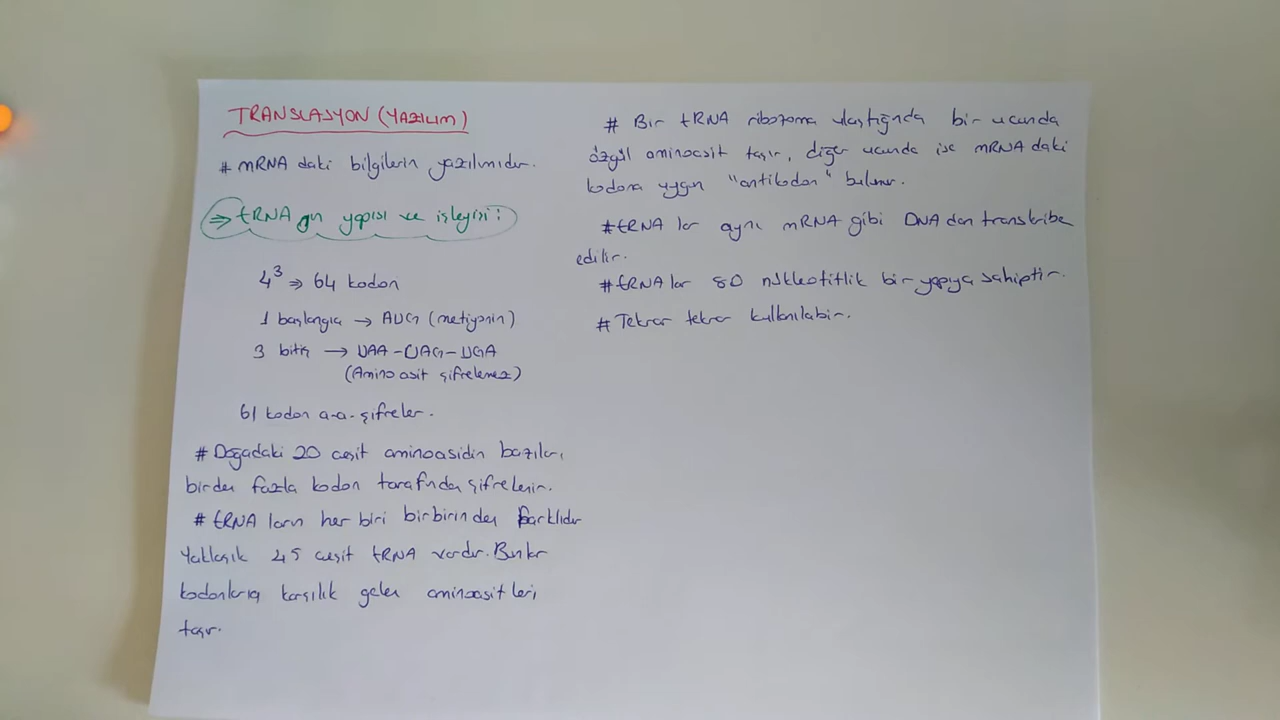 TRANSLASYON (YAZILIM)
# mRNA daki bilgilerin yazılımıdır.
⇒ tRNA nın yapısı ve işleyişi:
4³ ⇒ 64 kodon
1 başlangıç → AUG (metiyonin)
3 bitiş → UAA - UAG - UGA
(Amino asit şifrelemez)
61 kodon a.a. şifreler.
# Doğadaki 20 çeşit aminoasidin bazıları
birden fazla kodon tarafından şifrelenir.
# tRNA ların her biri birbirinden farklıdır
Yaklaşık 45 çeşit tRNA vardır. Bunlar
kodonlara karşılık gelen aminoasitleri
taşır.
# Bir tRNA ribozoma ulaştığında bir ucunda
özgül aminoasit taşır, diğer ucunda ise mRNA daki
kodona uygun "antikodon" bulunur.
# tRNA lar aynı mRNA gibi DNA dan transkribe
edilir.
# tRNA lar 80 nükleotitlik bir yapıya sahiptir.
# Tekrar tekrar kullanılabilir.